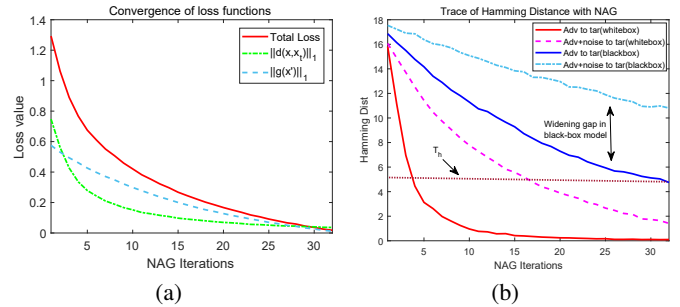 Convergence of loss functions
Total Loss
||d(x,x_t)||_1
||g(x')||_1
Loss value
1.4
1.2
1
0.8
0.6
0.4
0.2
0
5
10
15
20
25
30
NAG Iterations
(a)
Trace of Hamming Distance with NAG
Adv to tar(whitebox)
Adv+noise to tar(whitebox)
Adv to tar(blackbox)
Adv+noise to tar(blackbox)
Hamming Dist
18
16
14
12
10
8
6
4
2
0
Widening gap in
black-box model
T_h
5
10
15
20
25
30
NAG Iterations
(b)